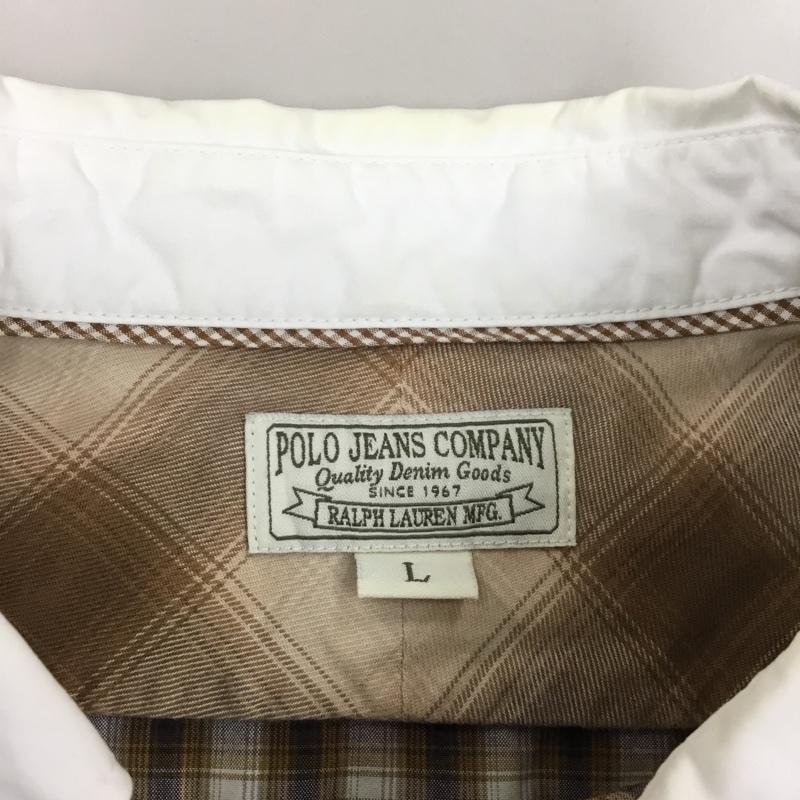 POLO JEANS COMPANY
Quality Denim Goods
SINCE 1967
RALPH LAUREN MFG.
L